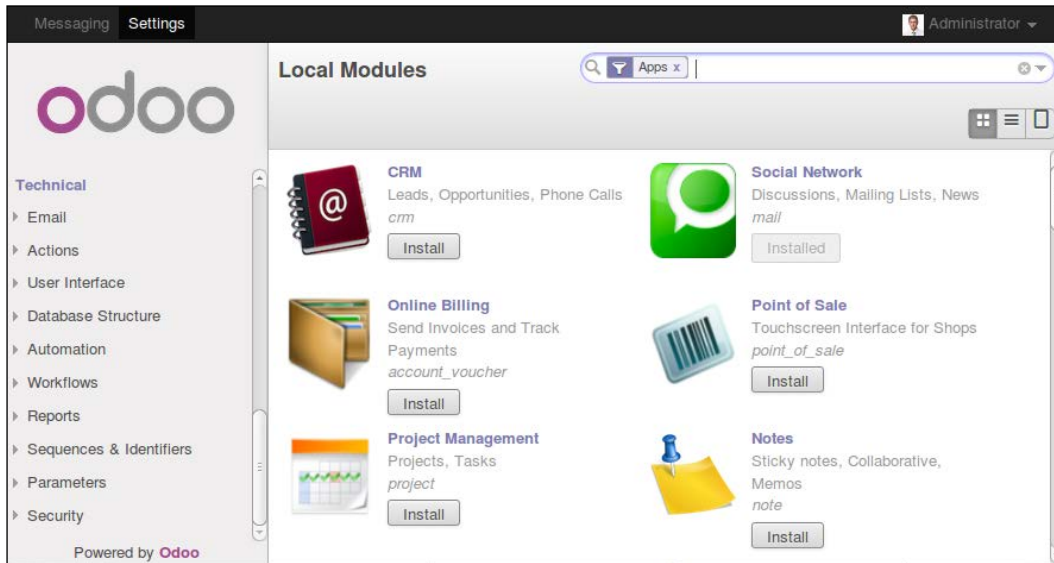 Messaging Settings Administrator
odoo
Local Modules
Apps x
Technical
Email
Actions
User Interface
Database Structure
Automation
Workflows
Reports
Sequences & Identifiers
Parameters
Security
Powered by Odoo
CRM
Leads, Opportunities, Phone Calls
crm
Install
Social Network
Discussions, Mailing Lists, News
mail
Installed
Online Billing
Send Invoices and Track
Payments
account_voucher
Install
Point of Sale
Touchscreen Interface for Shops
point_of_sale
Install
Project Management
Projects, Tasks
project
Install
Notes
Sticky notes, Collaborative,
Memos
note
Install